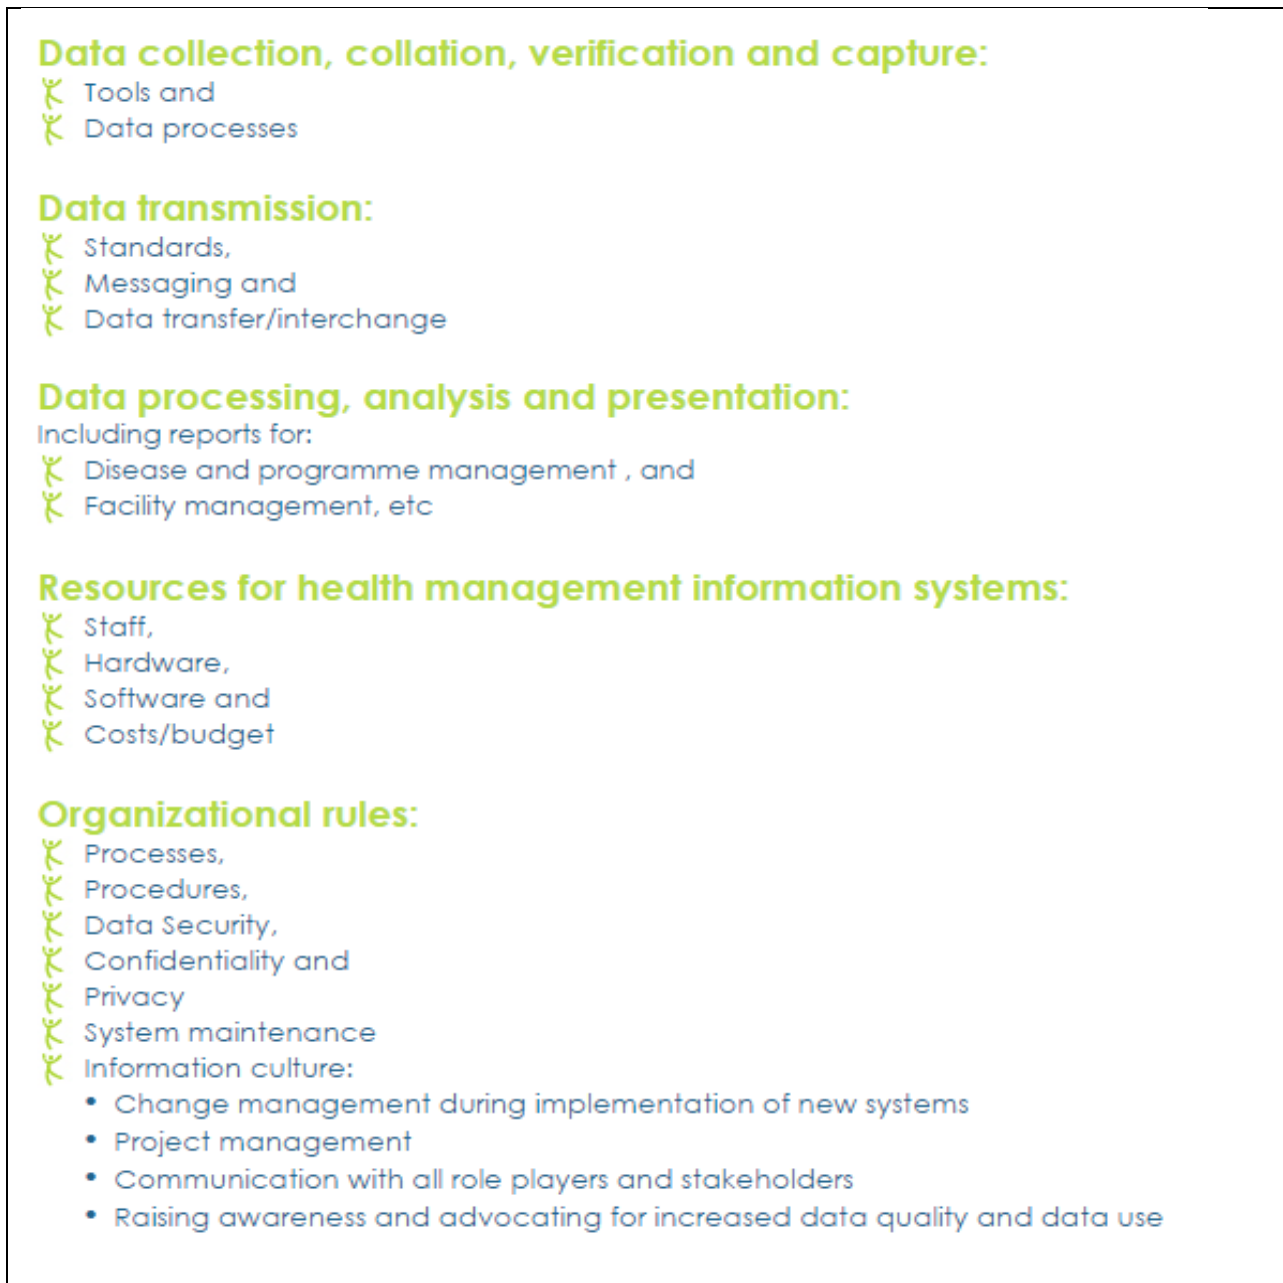 Data collection, collation, verification and capture:
Tools and
Data processes
Data transmission:
Standards,
Messaging and
Data transfer/interchange
Data processing, analysis and presentation:
Including reports for:
Disease and programme management , and
Facility management, etc
Resources for health management information systems:
Staff,
Hardware,
Software and
Costs/budget
Organizational rules:
Processes,
Procedures,
Data Security,
Confidentiality and
Privacy
System maintenance
Information culture:
• Change management during implementation of new systems
• Project management
• Communication with all role players and stakeholders
• Raising awareness and advocating for increased data quality and data use